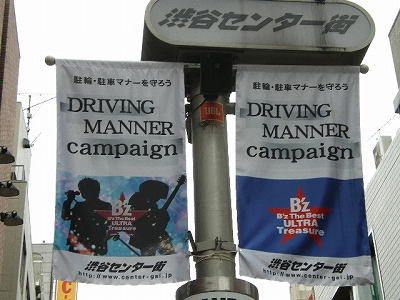 渋谷センター街
駐輪・駐車マナーを守ろう
DRIVING
MANNER
campaign
B'z
B'z The Best
ULTRA
Treasure
渋谷センター街
http://www.center-gai.jp
JBL
駐輪・駐車マナーを守ろう
DRIVING
MANNER
campaign
B'z
B'z The Best
ULTRA
Treasure
渋谷センター街
http://www.center-gai.jp